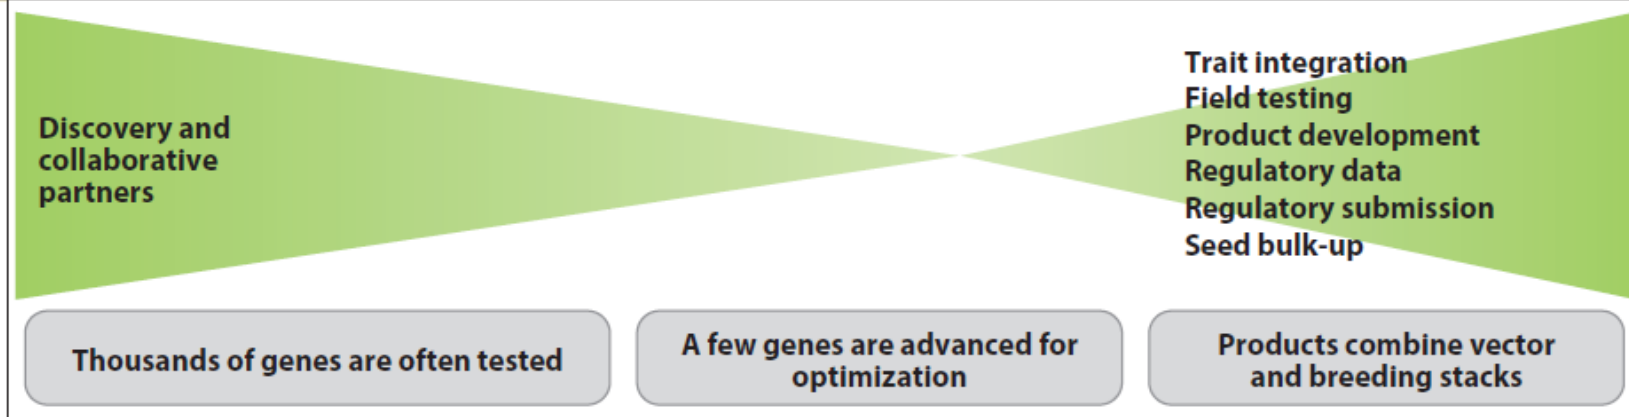 Discovery and
collaborative
partners
Trait integration
Field testing
Product development
Regulatory data
Regulatory submission
Seed bulk-up
Thousands of genes are often tested
A few genes are advanced for
optimization
Products combine vector
and breeding stacks